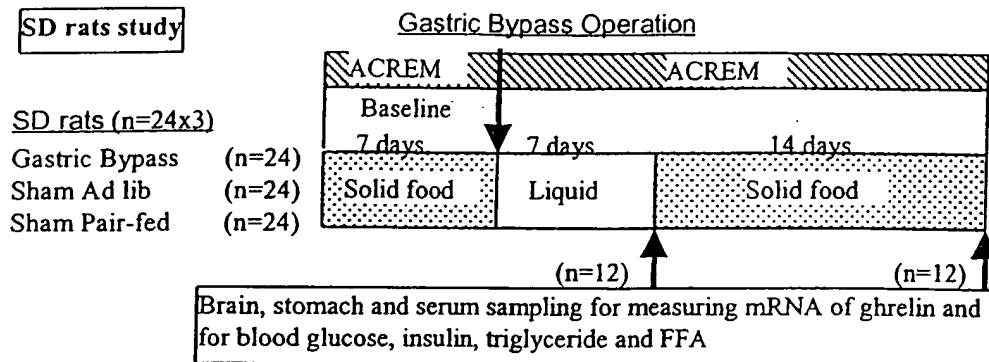 SD rats study
Gastric Bypass Operation
ACREM ACREM
Baseline
SD rats (n=24x3)
7 days 7 days 14 days
Gastric Bypass (n=24)
Sham Ad lib (n=24) Solid food Liquid Solid food
Sham Pair-fed (n=24)
(n=12) (n=12)
Brain, stomach and serum sampling for measuring mRNA of ghrelin and
for blood glucose, insulin, triglyceride and FFA